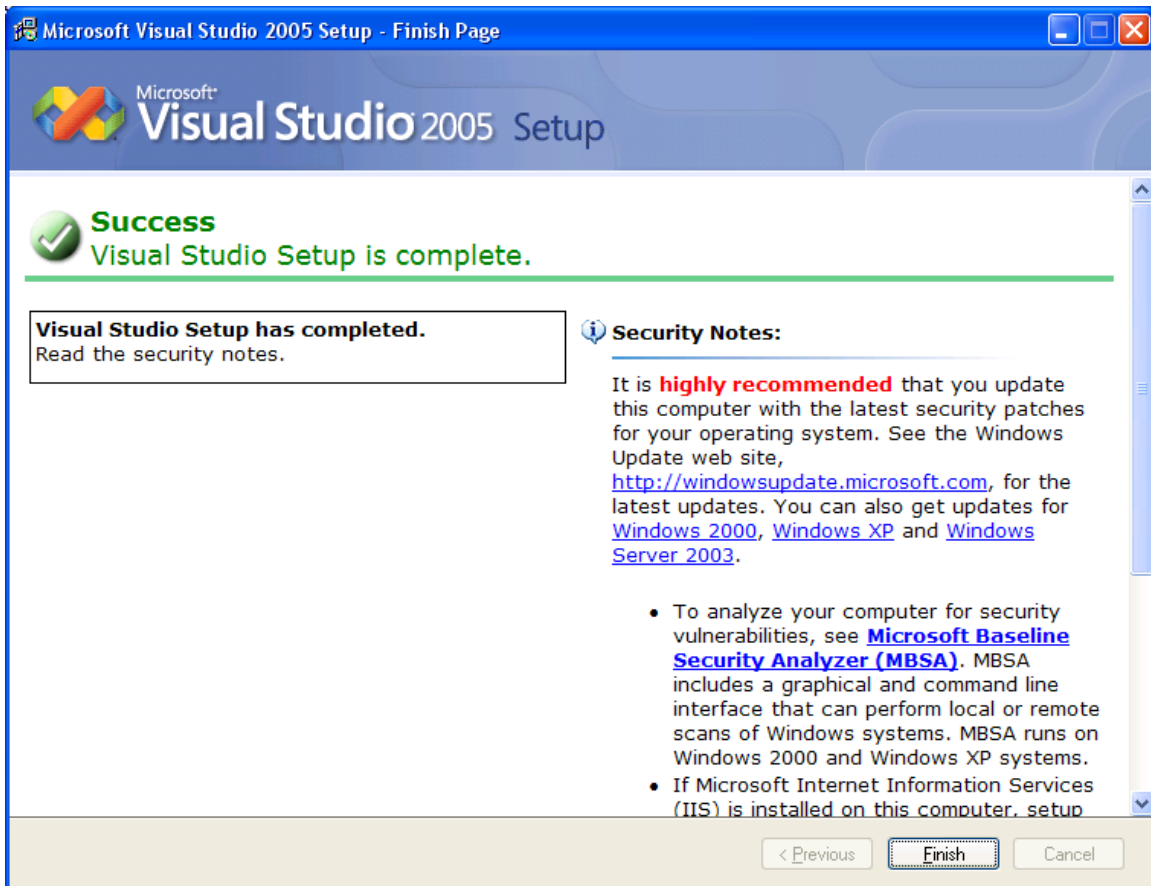 Microsoft Visual Studio 2005 Setup - Finish Page
Microsoft
Visual Studio 2005 Setup
Success
Visual Studio Setup is complete.
Visual Studio Setup has completed.
Read the security notes.
Security Notes:
It is highly recommended that you update
this computer with the latest security patches
for your operating system. See the Windows
Update web site,
http://windowsupdate.microsoft.com, for the
latest updates. You can also get updates for
Windows 2000, Windows XP and Windows
Server 2003.
• To analyze your computer for security
vulnerabilities, see Microsoft Baseline
Security Analyzer (MBSA). MBSA
includes a graphical and command line
interface that can perform local or remote
scans of Windows systems. MBSA runs on
Windows 2000 and Windows XP systems.
• If Microsoft Internet Information Services
(IIS) is installed on this computer, setup
< Previous
Finish
Cancel